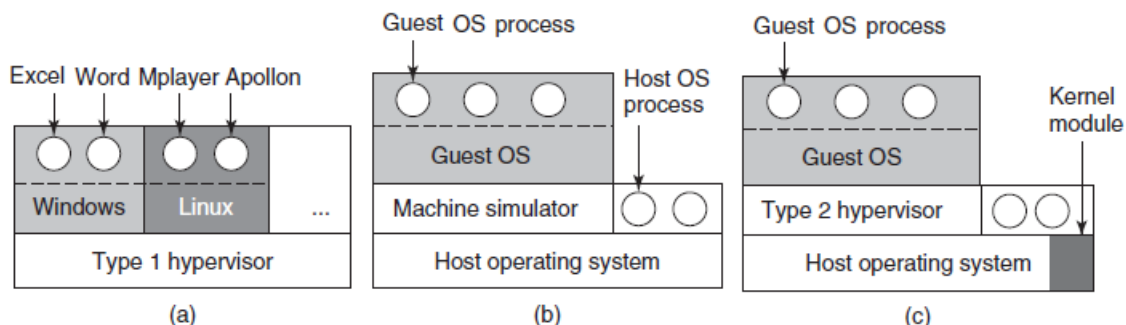 Excel Word Mplayer Apollon
Windows
Linux
...
Type 1 hypervisor
(a)
Guest OS process
Host OS
process
Guest OS
Machine simulator
Host operating system
(b)
Guest OS process
Kernel
module
Guest OS
Type 2 hypervisor
Host operating system
(c)